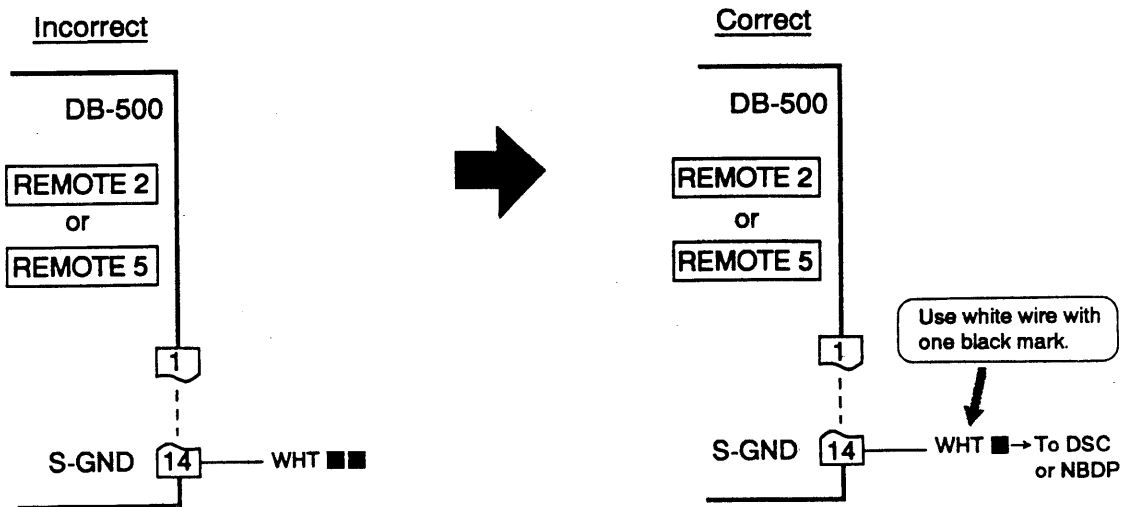 Incorrect
DB-500
REMOTE 2
or
REMOTE 5
1
S-GND 14 WHT ■■
Correct
DB-500
REMOTE 2
or
REMOTE 5
Use white wire with
one black mark.
1
S-GND 14 WHT ■→To DSC
or NBDP